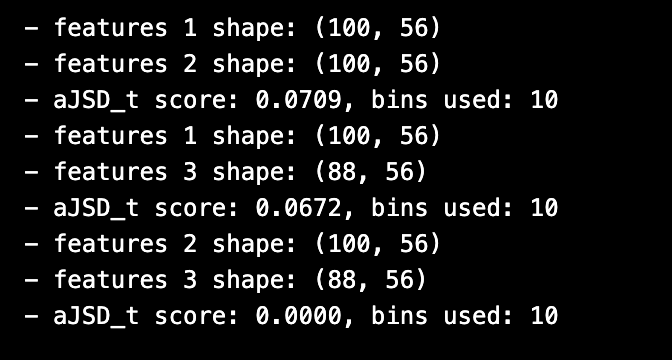 - features 1 shape: (100, 56)
- features 2 shape: (100, 56)
- aJSD_t score: 0.0709, bins used: 10
- features 1 shape: (100, 56)
- features 3 shape: (88, 56)
- aJSD_t score: 0.0672, bins used: 10
- features 2 shape: (100, 56)
- features 3 shape: (88, 56)
- aJSD_t score: 0.0000, bins used: 10